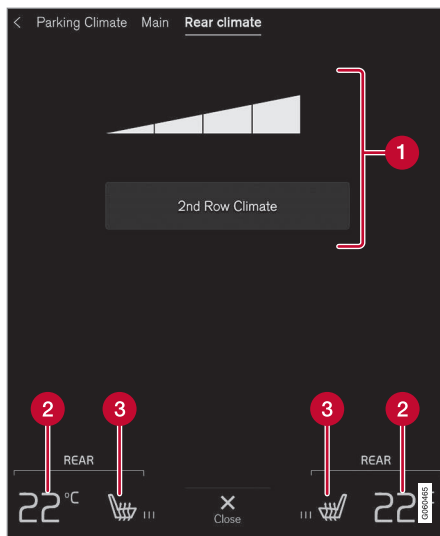 < Parking Climate Main Rear climate
1
2nd Row Climate
2 3 3 2
REAR REAR
22°C Close 22
G060465